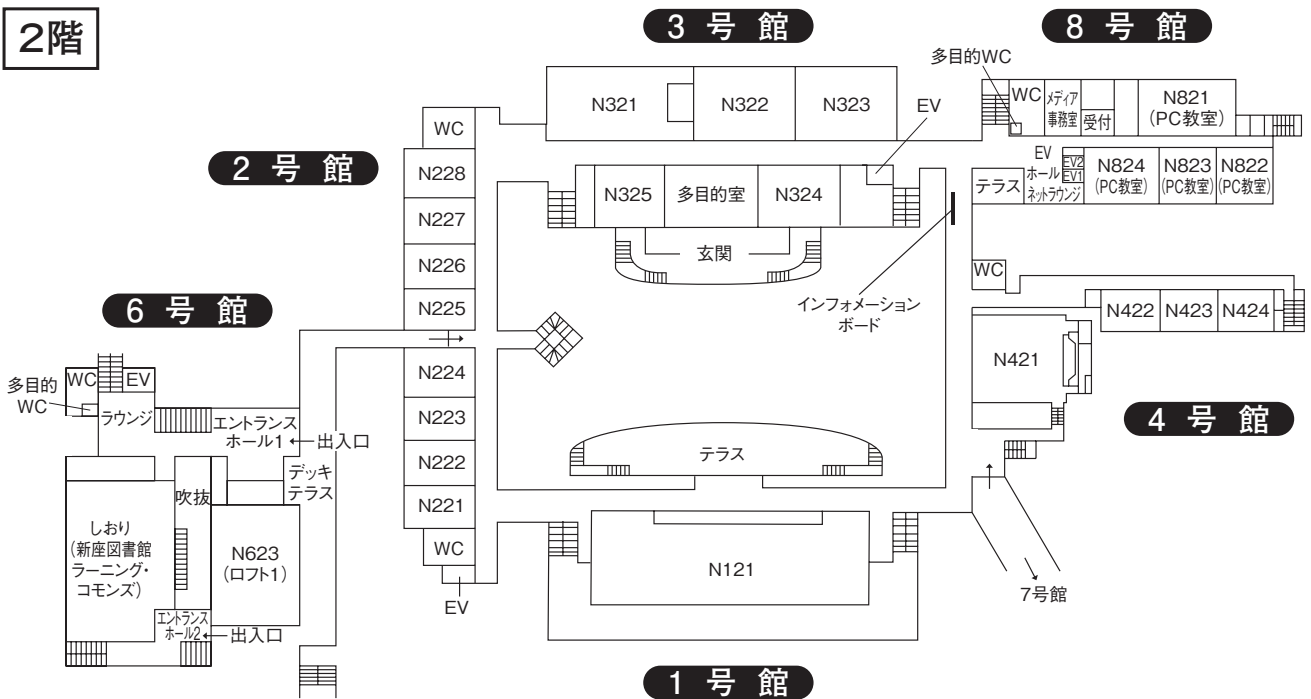 2階
3 号 館
8 号 館
多目的WC
N321
N322
N323
EV
WC
メディア
事務室
受付
N821
(PC教室)
WC
2 号 館
N228
N227
N226
N225
N325
多目的室
N324
玄関
テラス
EV
ホール
ネットラウンジ
EV2
EV1
N824
(PC教室)
N823
(PC教室)
N822
(PC教室)
WC
インフォメーション
ボード
N422
N423
N424
N421
4 号 館
6 号 館
多目的
WC
WC
EV
ラウンジ
エントランス
ホール1
出入口
デッキ
テラス
N224
N223
N222
N221
WC
EV
テラス
吹抜
しおり
(新座図書館
ラーニング・
コモンズ)
N623
(ロフト1)
エントランス
ホール2
出入口
N121
7号館
1 号 館